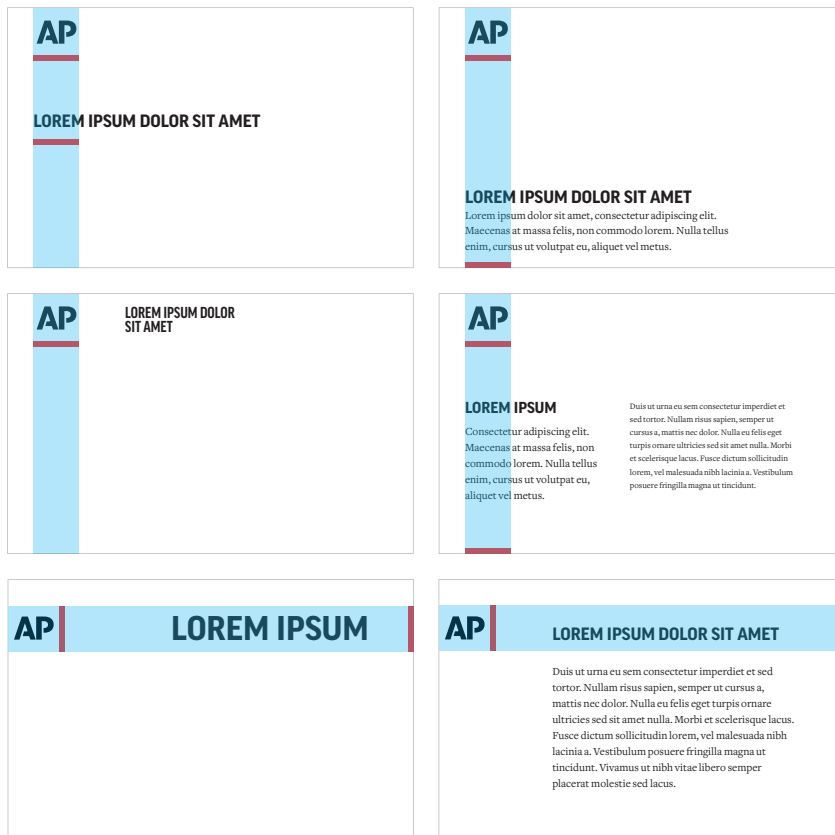 AP
LOREM IPSUM DOLOR SIT AMET
AP
LOREM IPSUM DOLOR SIT AMET
Lorem ipsum dolor sit amet, consectetur adipiscing elit.
Maecenas at massa felis, non commodo lorem. Nulla tellus
enim, cursus ut volutpat eu, aliquet vel metus.
AP
LOREM IPSUM DOLOR
SIT AMET
AP
LOREM IPSUM
Consectetur adipiscing elit.
Maecenas at massa felis, non
commodo lorem. Nulla tellus
enim, cursus ut volutpat eu,
aliquet vel metus.
Duis ut urna eu sem consectetur imperdiet et
sed tortor. Nullam risus sapien, semper ut
cursus a, mattis nec dolor. Nulla eu felis eget
turpis ornare ultricies sed sit amet nulla. Morbi
et scelerisque lacus. Fusce dictum sollicitudin
lorem, vel malesuada nibh lacinia a. Vestibulum
posuere fringilla magna ut tincidunt.
AP
LOREM IPSUM
AP
LOREM IPSUM DOLOR SIT AMET
Duis ut urna eu sem consectetur imperdiet et sed
tortor. Nullam risus sapien, semper ut cursus a,
mattis nec dolor. Nulla eu felis eget turpis ornare
ultricies sed sit amet nulla. Morbi et scelerisque lacus.
Fusce dictum sollicitudin lorem, vel malesuada nibh
lacinia a. Vestibulum posuere fringilla magna ut
tincidunt. Vivamus ut nibh vitae libero semper
placerat molestie sed lacus.